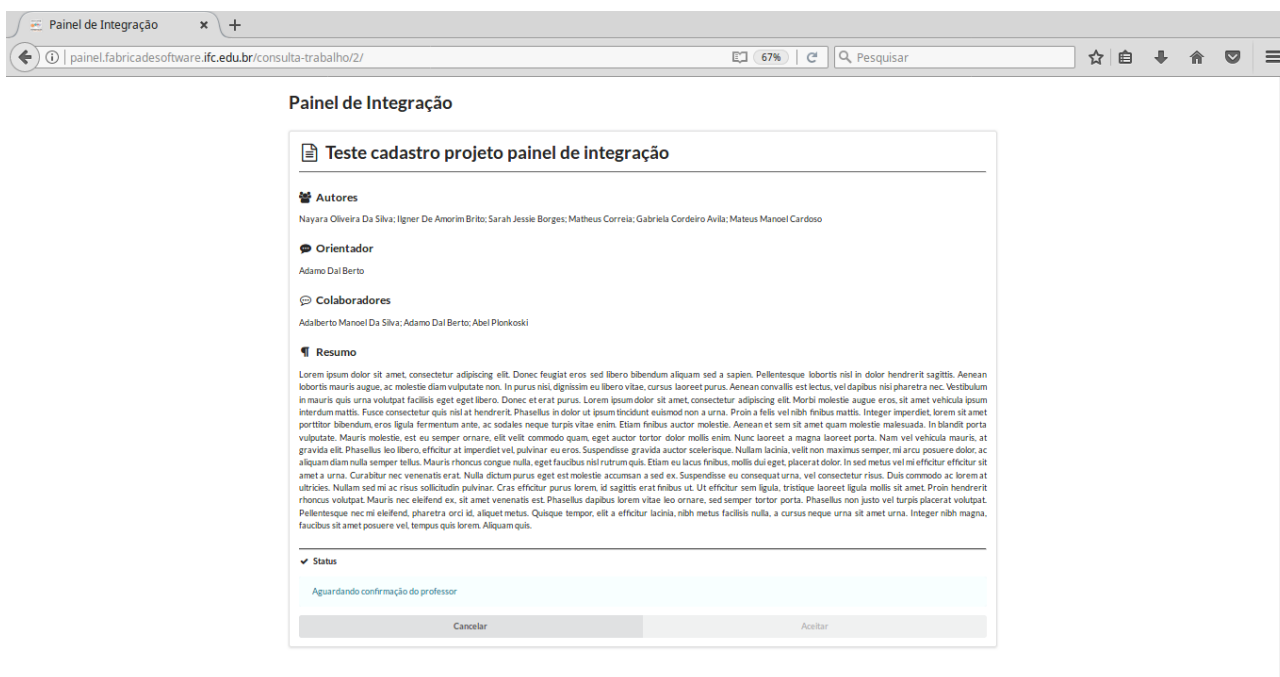 Painel de Integração
painel.fabricadesoftware.ifc.edu.br/consulta-trabalho/2/
67%
Pesquisar
Painel de Integração
Teste cadastro projeto painel de integração
Autores
Nayara Oliveira Da Silva; Ilgner De Amorim Brito; Sarah Jessie Borges; Matheus Correia; Gabriela Cordeiro Avila; Mateus Manoel Cardoso
Orientador
Adamo Dal Berto
Colaboradores
Adalberto Manoel Da Silva; Adamo Dal Berto; Abel Plonkoski
Resumo
Lorem ipsum dolor sit amet, consectetur adipiscing elit. Donec feugiat eros sed libero bibendum aliquam sed a sapien. Pellentesque lobortis nisl in dolor hendrerit sagittis. Aenean
lobortis mauris augue, ac molestie diam vulputate non. In purus nisi, dignissim eu libero vitae, cursus laoreet purus. Aenean convallis est lectus, vel dapibus nisi pharetra nec. Vestibulum
in mauris quis urna volutpat facilisis eget eget libero. Donec et erat purus. Lorem ipsum dolor sit amet, consectetur adipiscing elit. Morbi molestie augue eros, sit amet vehicula ipsum
interdum mattis. Fusce consectetur quis nisl at hendrerit. Phasellus in dolor ut ipsum tincidunt euismod non a urna. Proin a felis vel nibh finibus mattis. Integer imperdiet, lorem sit amet
porttitor bibendum, eros ligula fermentum ante, ac sodales neque turpis vitae enim. Etiam finibus auctor molestie. Aenean et sem sit amet quam molestie malesuada. In blandit porta
vulputate. Mauris molestie, est eu semper ornare, elit velit commodo quam, eget auctor tortor dolor mollis enim. Nunc laoreet a magna laoreet porta. Nam vel vehicula mauris, at
gravida elit. Phasellus leo libero, efficitur at imperdiet vel, pulvinar eu eros. Suspendisse gravida auctor scelerisque. Nullam lacinia, velit non maximus semper, mi arcu posuere dolor, ac
aliquam diam nulla semper tellus. Mauris rhoncus congue nulla, eget faucibus nisl rutrum quis. Etiam eu lacus finibus, mollis dui eget, placerat dolor. In sed metus vel mi efficitur efficitur sit
amet a urna. Curabitur nec venenatis erat. Nulla dictum purus eget est molestie accumsan a sed ex. Suspendisse eu consequat urna, vel consectetur risus. Duis commodo ac lorem at
ultricies. Nullam sed mi ac risus sollicitudin pulvinar. Cras efficitur purus lorem, id sagittis erat finibus ut. Ut efficitur sem ligula, tristique laoreet ligula mollis sit amet. Proin hendrerit
rhoncus volutpat. Mauris nec eleifend ex, sit amet venenatis est. Phasellus dapibus lorem vitae leo ornare, sed semper tortor porta. Phasellus non justo vel turpis placerat volutpat.
Pellentesque nec mi eleifend, pharetra orci id, aliquet metus. Quisque tempor, elit a efficitur lacinia, nibh metus facilisis nulla, a cursus neque urna sit amet urna. Integer nibh magna,
faucibus sit amet posuere vel, tempus quis lorem. Aliquam quis.
Status
Aguardando confirmação do professor
Cancelar
Aceitar